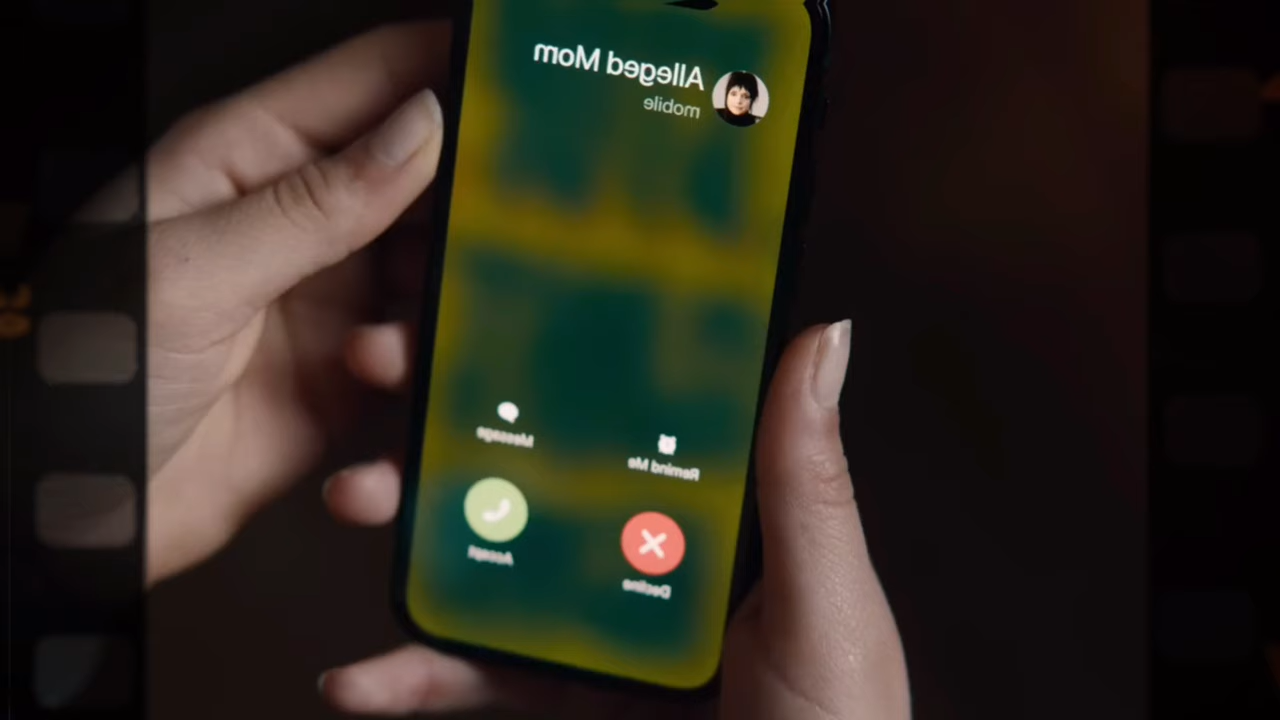 Alleged Mom
mobile
Message
Remind Me
Accept
Decline